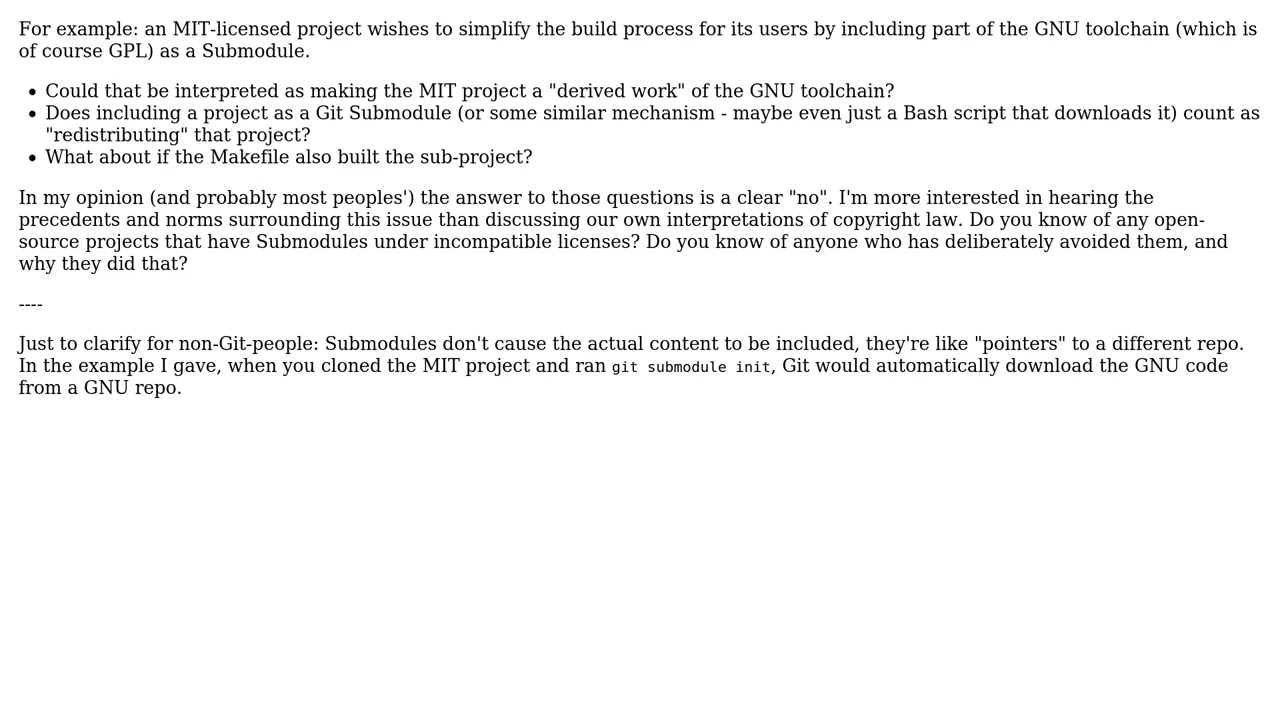 For example: an MIT-licensed project wishes to simplify the build process for its users by including part of the GNU toolchain (which is
of course GPL) as a Submodule.
• Could that be interpreted as making the MIT project a "derived work" of the GNU toolchain?
• Does including a project as a Git Submodule (or some similar mechanism - maybe even just a Bash script that downloads it) count as
"redistributing" that project?
• What about if the Makefile also built the sub-project?
In my opinion (and probably most peoples') the answer to those questions is a clear "no". I'm more interested in hearing the
precedents and norms surrounding this issue than discussing our own interpretations of copyright law. Do you know of any open-
source projects that have Submodules under incompatible licenses? Do you know of anyone who has deliberately avoided them, and
why they did that?
----
Just to clarify for non-Git-people: Submodules don't cause the actual content to be included, they're like "pointers" to a different repo.
In the example I gave, when you cloned the MIT project and ran git submodule init, Git would automatically download the GNU code
from a GNU repo.